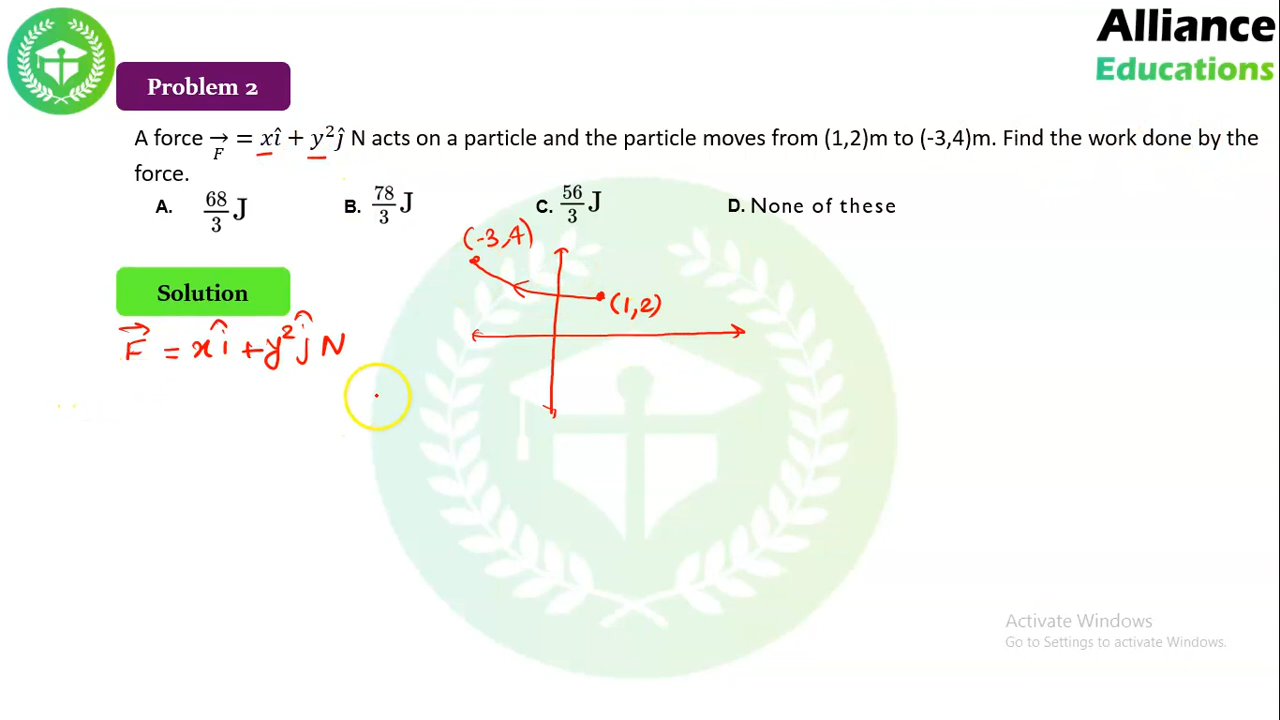 Alliance
Educations
Problem 2
A force F⃗ = xî + y²ĵ N acts on a particle and the particle moves from (1,2)m to (-3,4)m. Find the work done by the
force.
A. 68/3 J B. 78/3 J C. 56/3 J D. None of these
(-3,4)
Solution
(1,2)
F⃗ = xî + y²ĵ N
Activate Windows
Go to Settings to activate Windows.